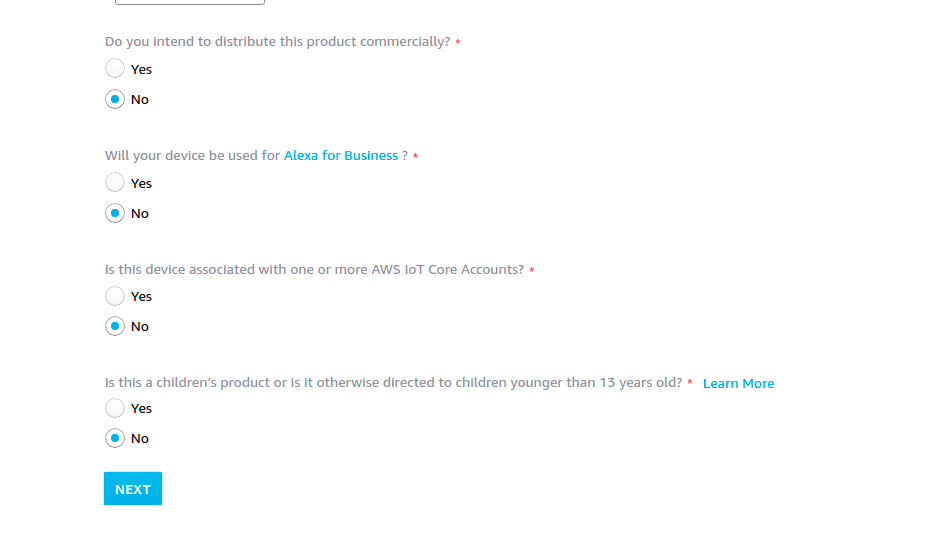 Do you intend to distribute this product commercially? *
Yes
No
Will your device be used for Alexa for Business ? *
Yes
No
Is this device associated with one or more AWS IoT Core Accounts? *
Yes
No
Is this a children's product or is it otherwise directed to children younger than 13 years old? * Learn More
Yes
No
NEXT